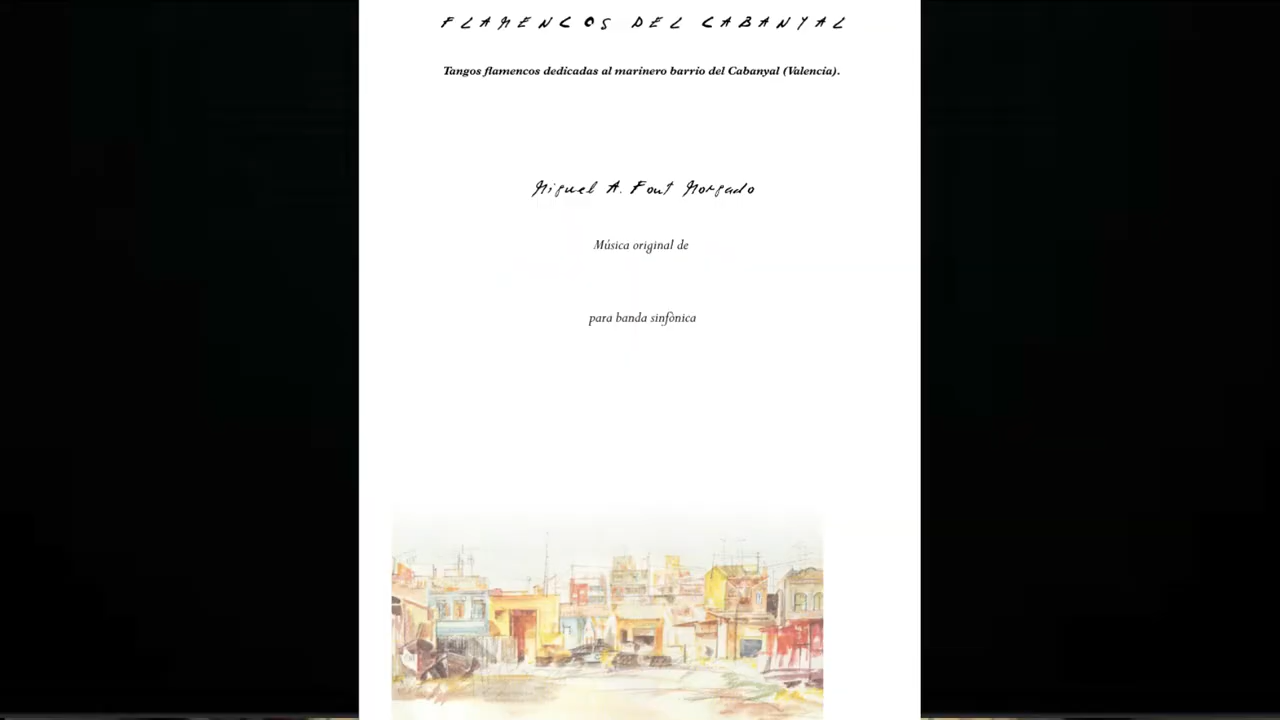 FLAMENCOS DEL CABANYAL
Tangos flamencos dedicadas al marinero barrio del Cabanyal (Valencia).
Miguel A. Font Morgado
Música original de
para banda sinfònica